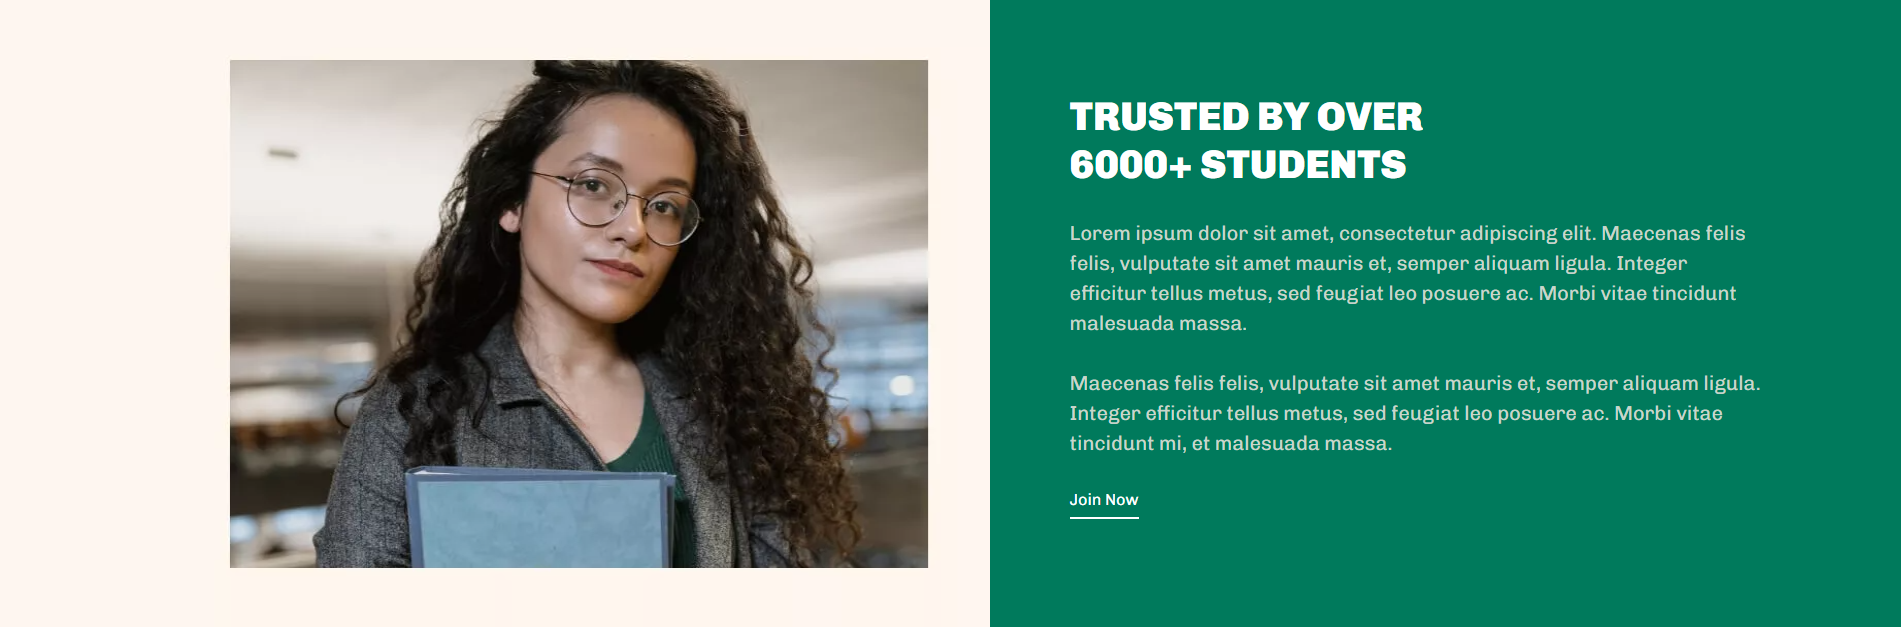 TRUSTED BY OVER
6000+ STUDENTS
Lorem ipsum dolor sit amet, consectetur adipiscing elit. Maecenas felis
felis, vulputate sit amet mauris et, semper aliquam ligula. Integer
efficitur tellus metus, sed feugiat leo posuere ac. Morbi vitae tincidunt
malesuada massa.
Maecenas felis felis, vulputate sit amet mauris et, semper aliquam ligula.
Integer efficitur tellus metus, sed feugiat leo posuere ac. Morbi vitae
tincidunt mi, et malesuada massa.
Join Now